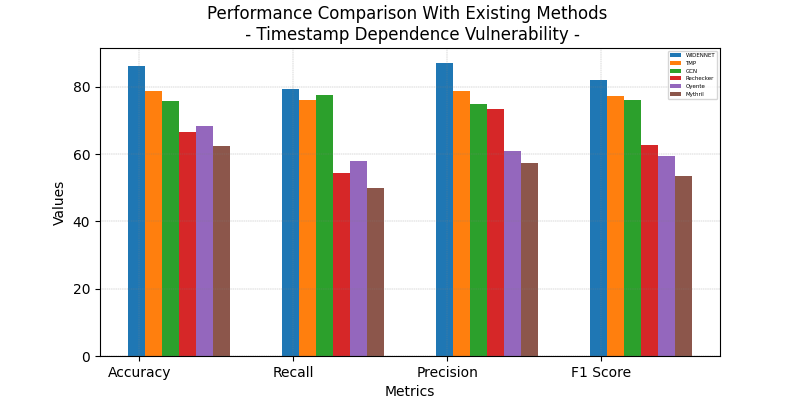 Performance Comparison With Existing Methods
- Timestamp Dependence Vulnerability -
WIDENNET
TMP
GCN
Rechecker
Oyente
Mythril
80
60
40
20
0
Values
Accuracy
Recall
Precision
F1 Score
Metrics